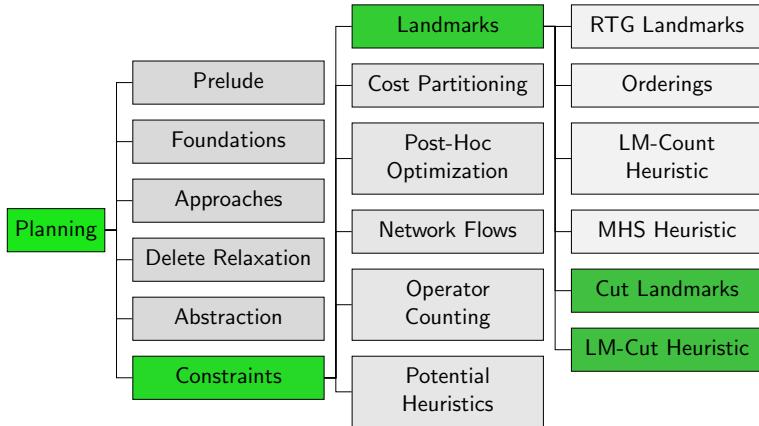 Planning
Prelude
Foundations
Approaches
Delete Relaxation
Abstraction
Constraints
Landmarks
Cost Partitioning
Post-Hoc
Optimization
Network Flows
Operator
Counting
Potential
Heuristics
RTG Landmarks
Orderings
LM-Count
Heuristic
MHS Heuristic
Cut Landmarks
LM-Cut Heuristic